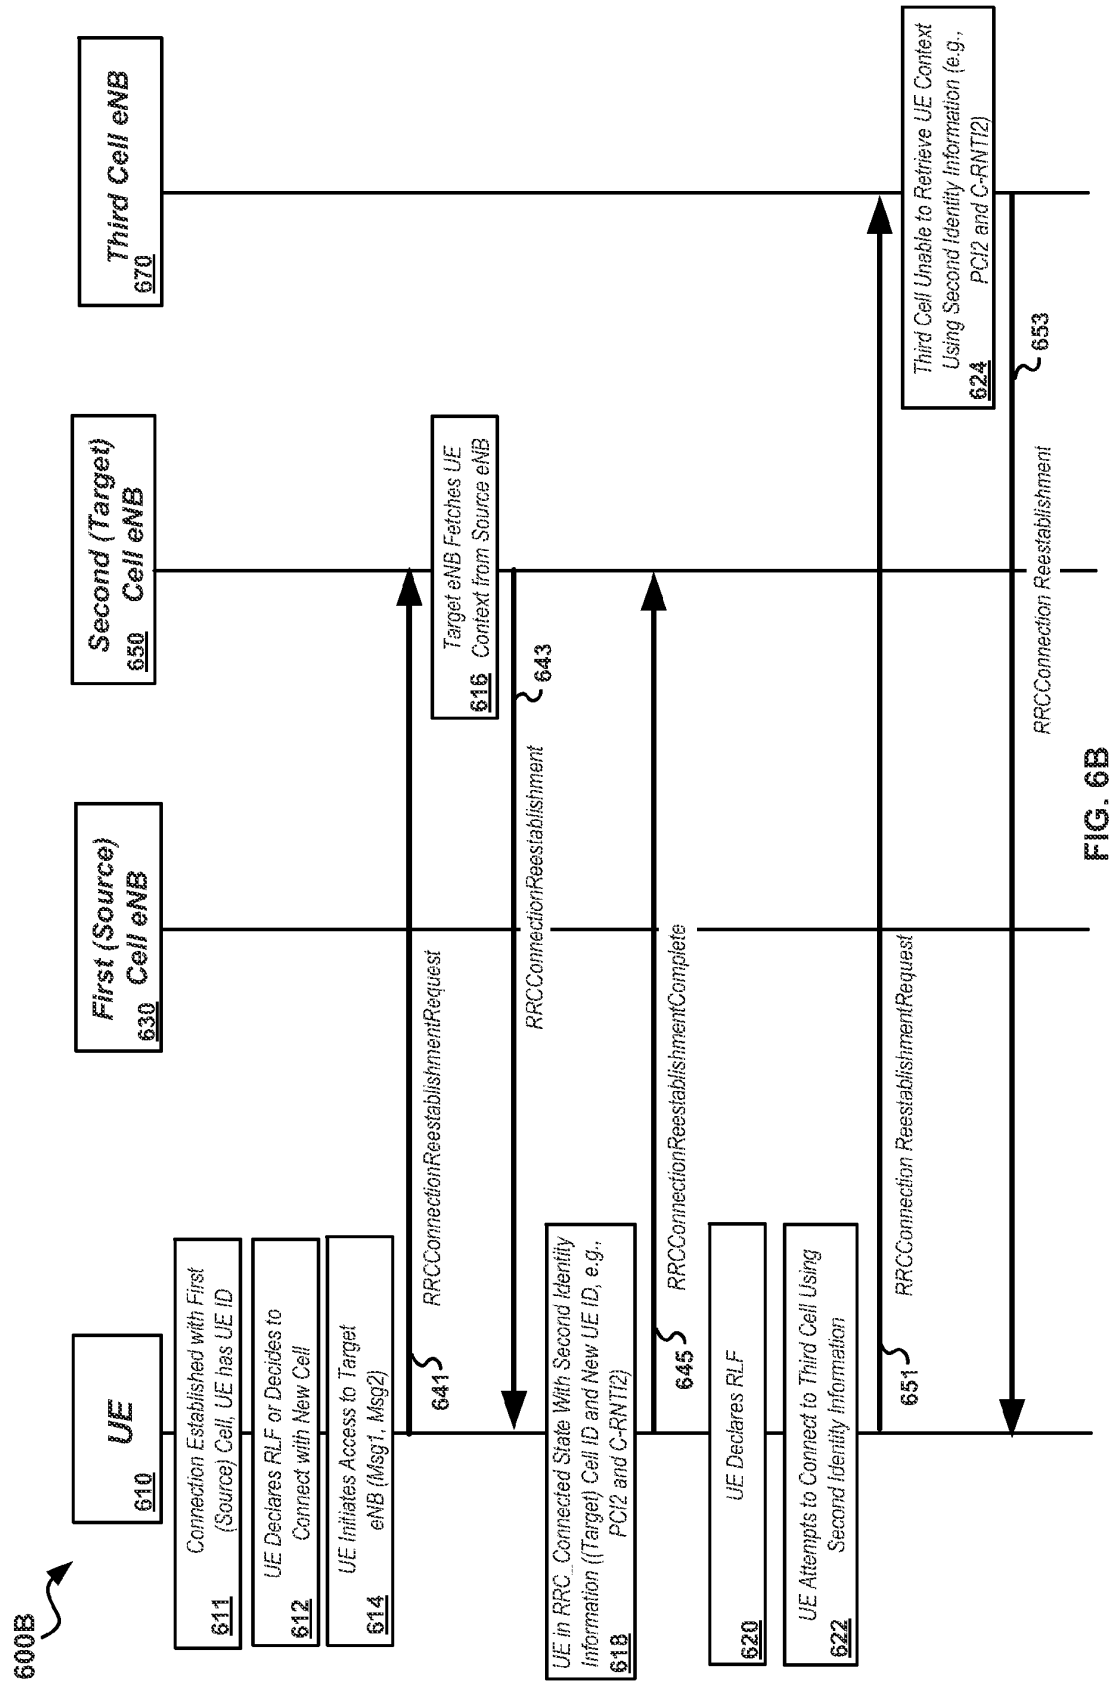 600B
UE
610
First (Source)
Cell eNB
630
Second (Target)
Cell eNB
650
Third Cell eNB
670
Connection Established with First
(Source) Cell, UE has UE ID
611
UE Declares RLF or Decides to
Connect with New Cell
612
UE Initiates Access to Target
eNB (Msg1, Msg2)
614
641
RRCConnectionReestablishmentRequest
Target eNB Fetches UE
Context from Source eNB
616
643
RRCConnectionReestablishment
UE in RRC_Connected State With Second Identity
Information ((Target) Cell ID and New UE ID, e.g.,
PCI2 and C-RNTI2)
618
645
RRCConnectionReestablishmentComplete
UE Declares RLF
620
UE Attempts to Connect to Third Cell Using
Second Identity Information
622
651
RRCConnection ReestablishmentRequest
Third Cell Unable to Retrieve UE Context
Using Second Identity Information (e.g.,
PCI2 and C-RNTI2)
624
653
RRCConnection Reestablishment
FIG. 6B